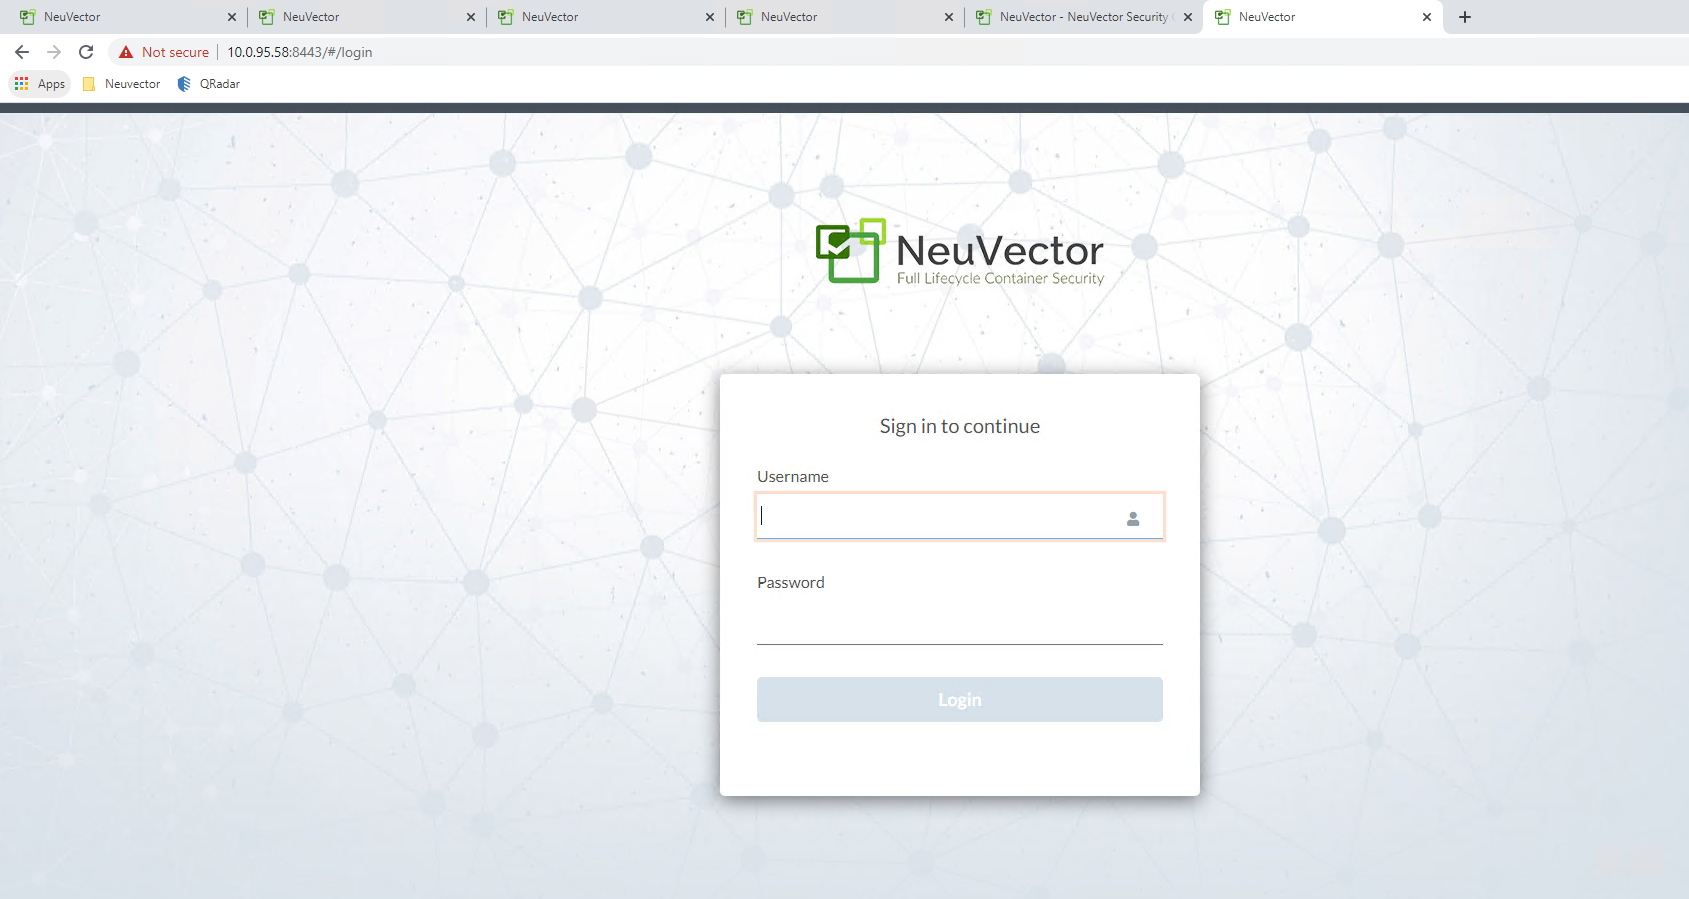 NeuVector NeuVector NeuVector NeuVector NeuVector - NeuVector Security NeuVector
Not secure 10.0.95.58:8443/#/login
Apps Neuvector QRadar
NeuVector
Full Lifecycle Container Security
Sign in to continue
Username
Password
Login